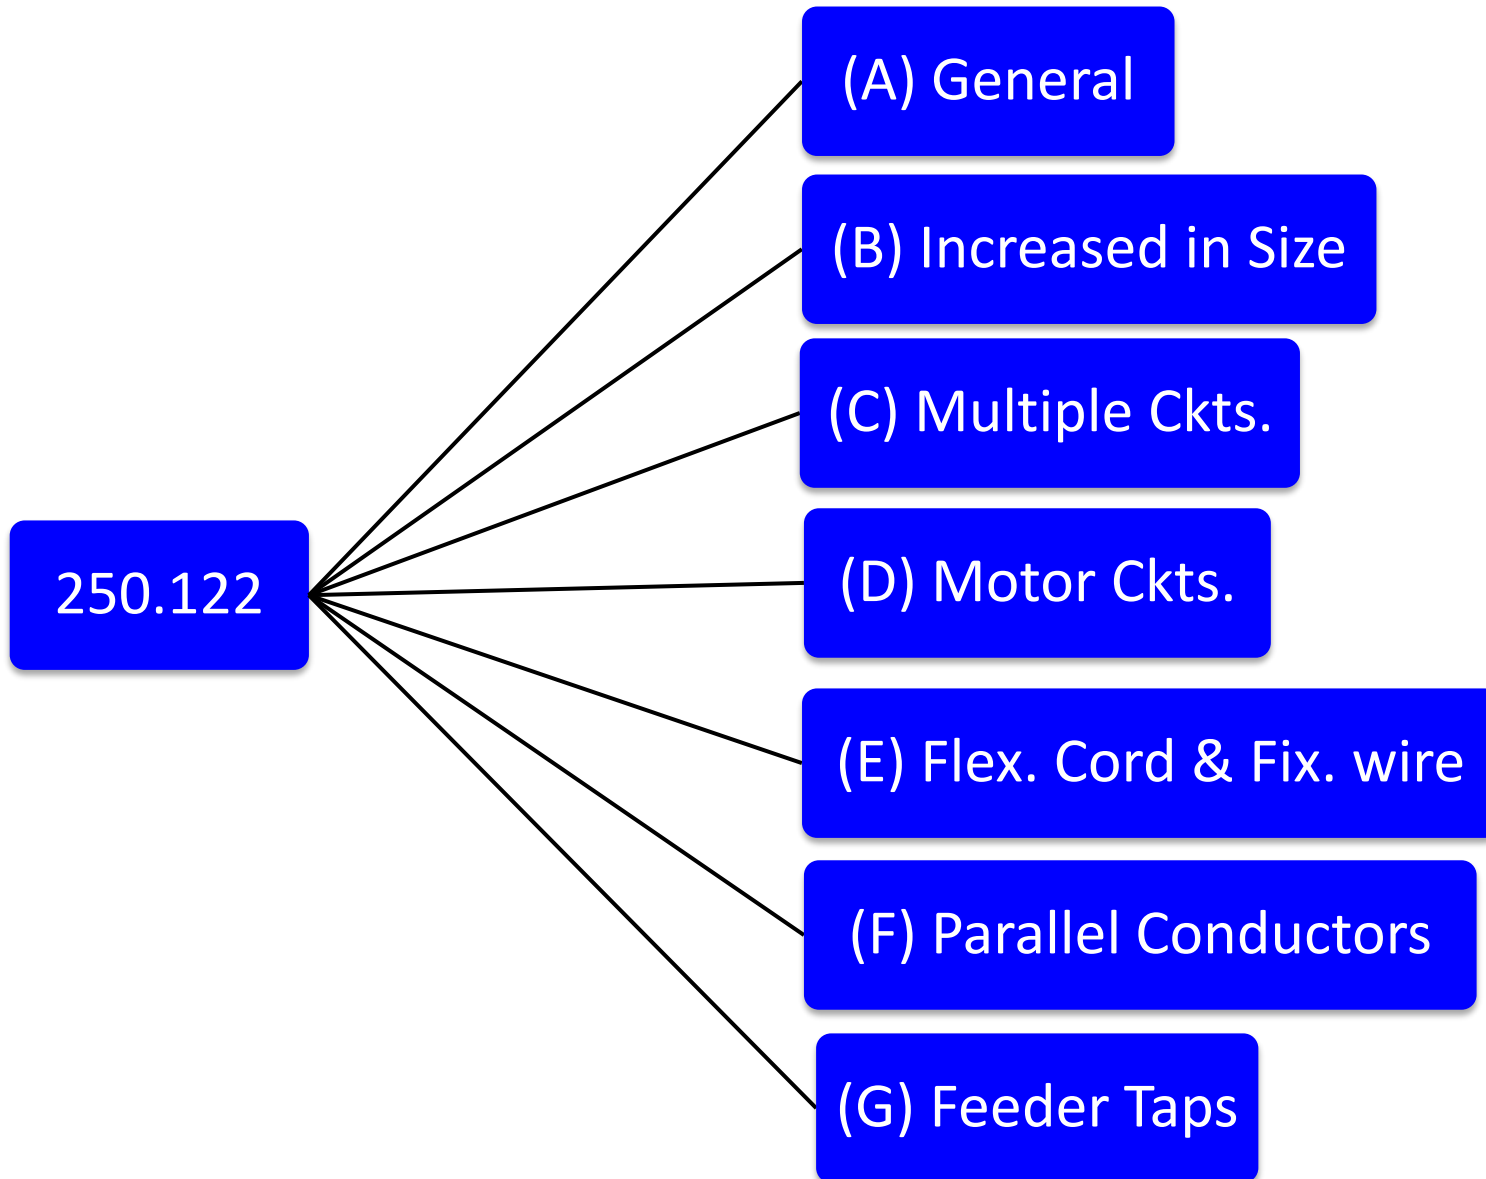 (A) General
(B) Increased in Size
(C) Multiple Ckts.
250.122
(D) Motor Ckts.
(E) Flex. Cord & Fix. wire
(F) Parallel Conductors
(G) Feeder Taps